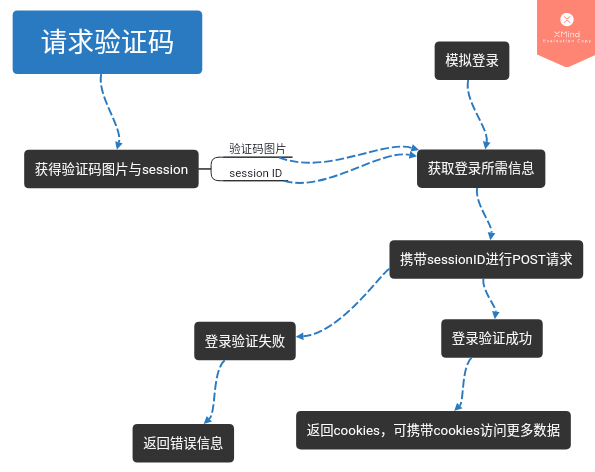 请求验证码
XMind
Evaluation Copy
模拟登录
验证码图片
获得验证码图片与session
session ID
获取登录所需信息
携带sessionID进行POST请求
登录验证失败
登录验证成功
返回错误信息
返回cookies，可携带cookies访问更多数据